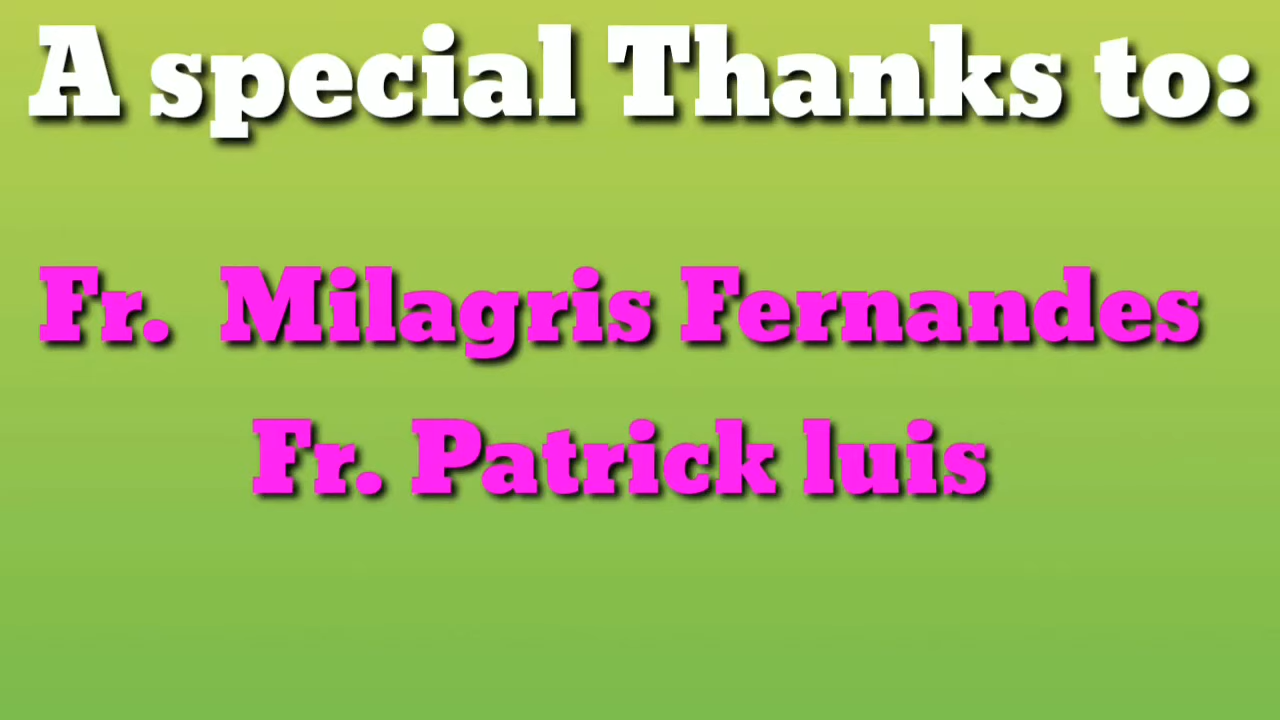 A special Thanks to:
Fr. Milagris Fernandes
Fr. Patrick luis